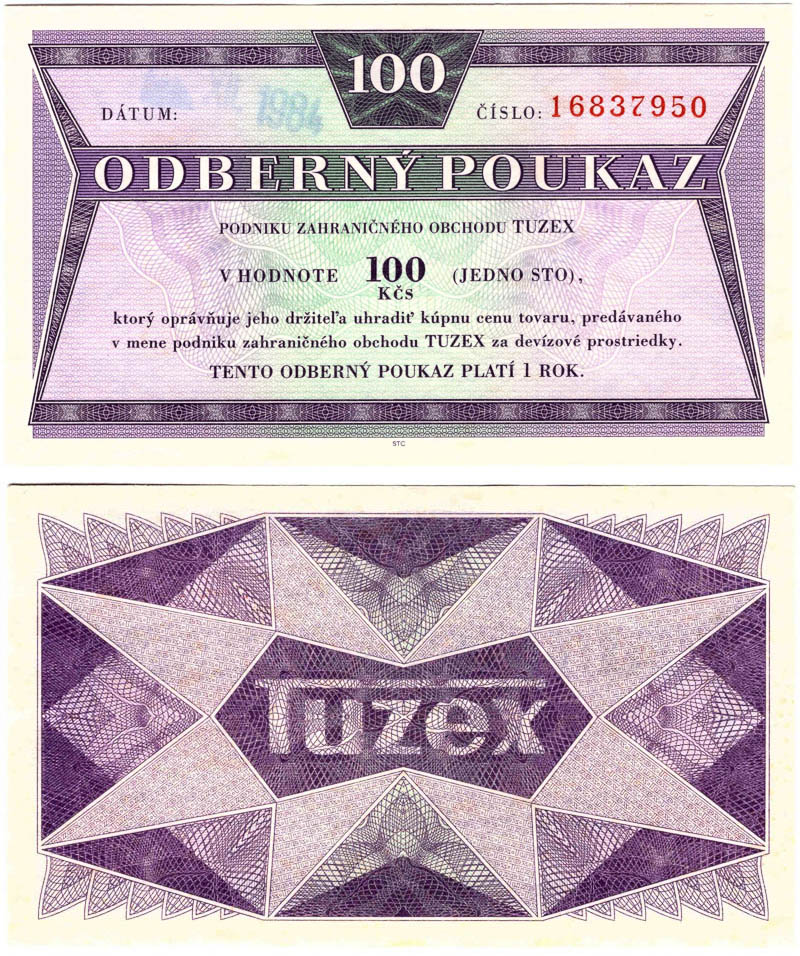 100
DÁTUM: VII. 1984 ČÍSLO: 16837950
ODBERNÝ POUKAZ
PODNIKU ZAHRANIČNÉHO OBCHODU TUZEX
V HODNOTE 100 (JEDNO STO),
KČS
ktorý oprávňuje jeho držiteľa uhradiť kúpnu cenu tovaru, predávaného
v mene podniku zahraničného obchodu TUZEX za devízové prostriedky.
TENTO ODBERNÝ POUKAZ PLATÍ 1 ROK.
STC
Tuzex